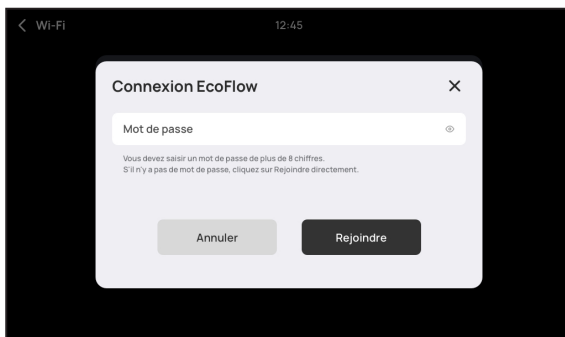 Wi-Fi
12:45
Connexion EcoFlow
Mot de passe
Vous devez saisir un mot de passe de plus de 8 chiffres.
S'il n'y a pas de mot de passe, cliquez sur Rejoindre directement.
Annuler
Rejoindre